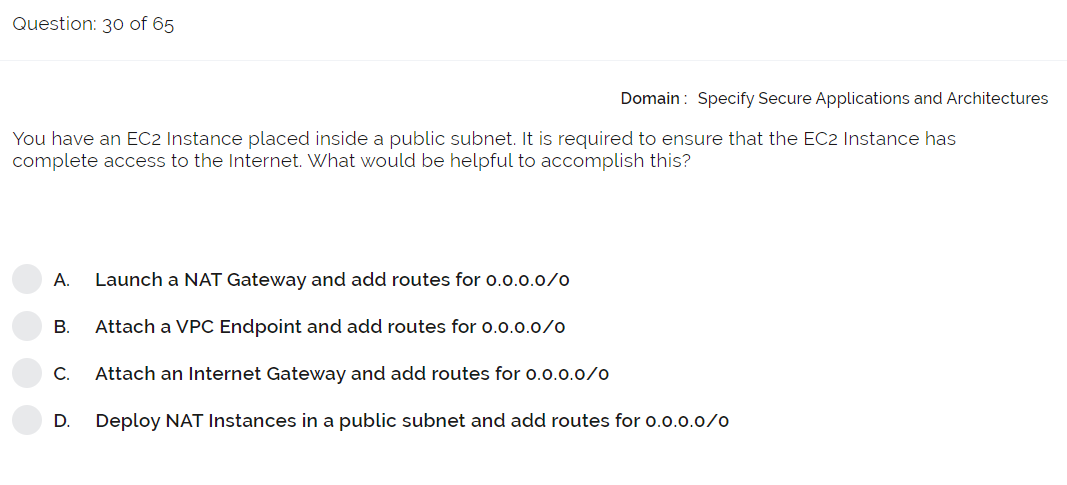 Question: 30 of 65
Domain : Specify Secure Applications and Architectures
You have an EC2 Instance placed inside a public subnet. It is required to ensure that the EC2 Instance has
complete access to the Internet. What would be helpful to accomplish this?
A. Launch a NAT Gateway and add routes for 0.0.0.0/0
B. Attach a VPC Endpoint and add routes for 0.0.0.0/0
C. Attach an Internet Gateway and add routes for 0.0.0.0/0
D. Deploy NAT Instances in a public subnet and add routes for 0.0.0.0/0